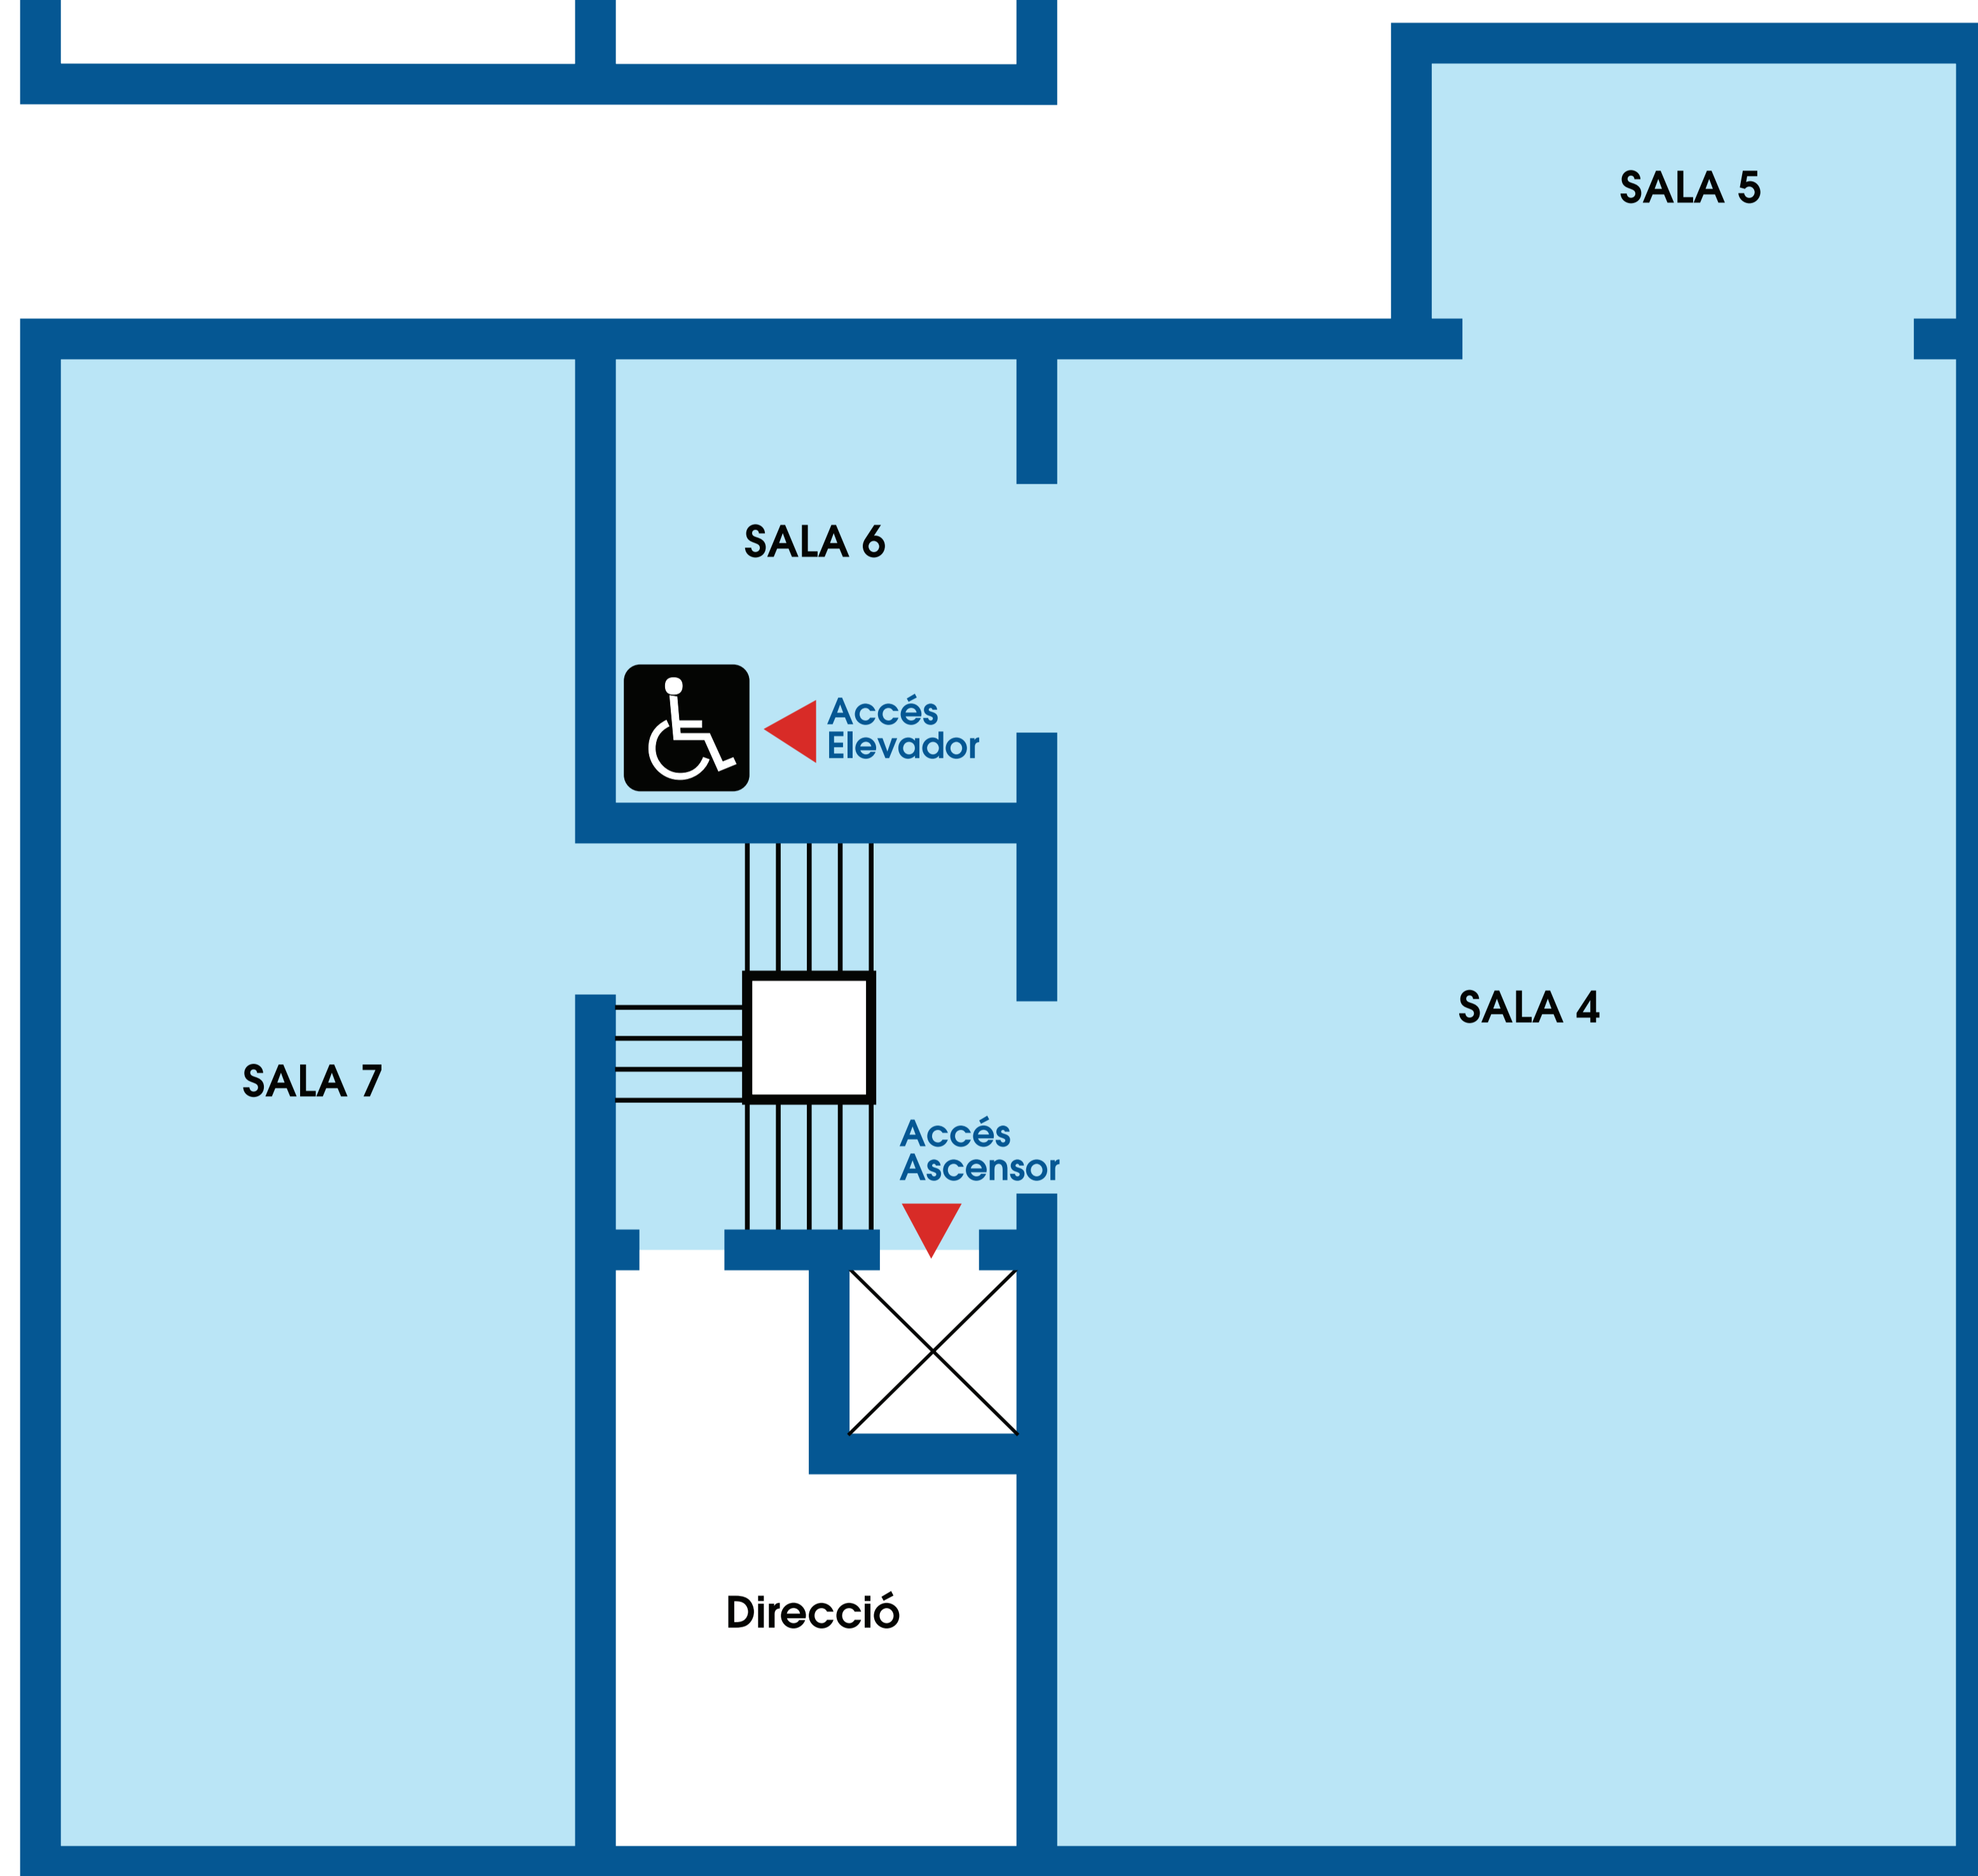 SALA 5
SALA 6
Accés
Elevador
SALA 4
SALA 7
Accés
Ascensor
Direcció